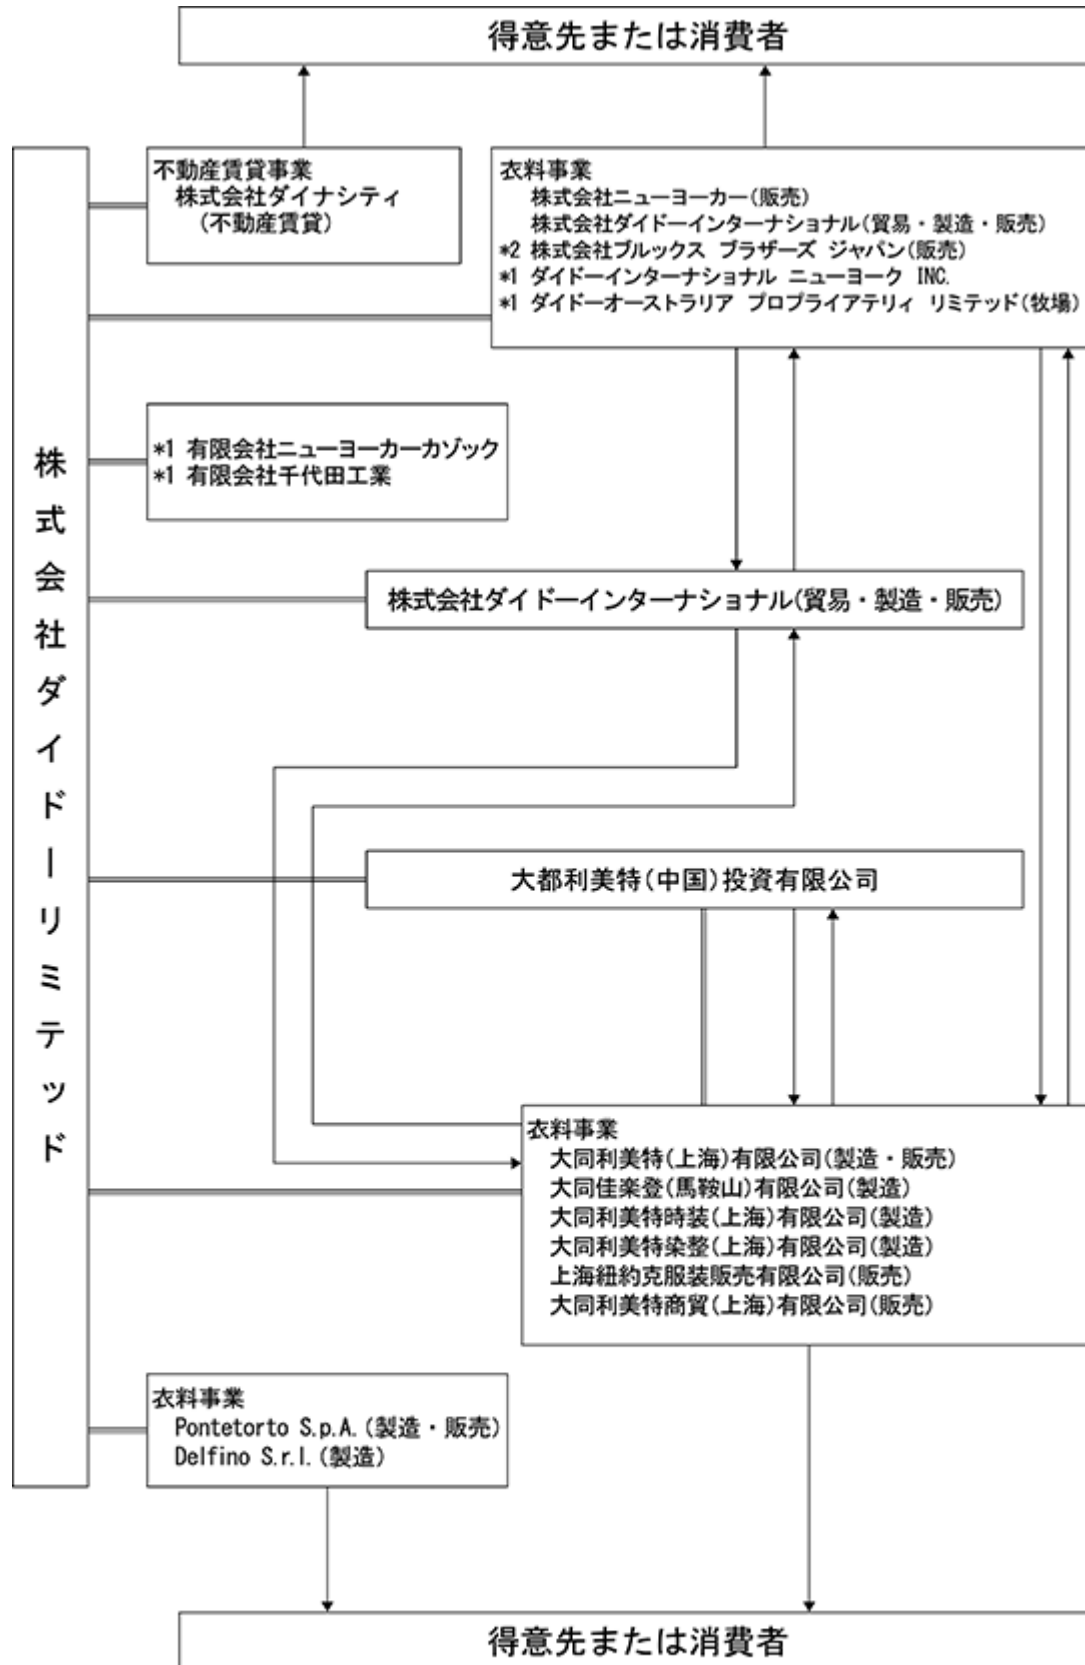 得意先または消費者
株式会社ダイドーリミテッド
不動産賃貸事業
株式会社ダイナシティ
(不動産賃貸)
衣料事業
株式会社ニューヨーカー(販売)
株式会社ダイドーインターナショナル(貿易・製造・販売)
*2 株式会社ブルックス ブラザーズ ジャパン(販売)
*1 ダイドーインターナショナル ニューヨーク INC.
*1 ダイドーオーストラリア プロプライアテリィ リミテッド(牧場)
*1 有限会社ニューヨーカーカゾック
*1 有限会社千代田工業
株式会社ダイドーインターナショナル(貿易・製造・販売)
大都利美特(中国)投資有限公司
衣料事業
大同利美特(上海)有限公司(製造・販売)
大同佳楽登(馬鞍山)有限公司(製造)
大同利美特時装(上海)有限公司(製造)
大同利美特染整(上海)有限公司(製造)
上海紐約克服装販売有限公司(販売)
大同利美特商貿(上海)有限公司(販売)
衣料事業
Pontetorto S.p.A.(製造・販売)
Delfino S.r.l.(製造)
得意先または消費者